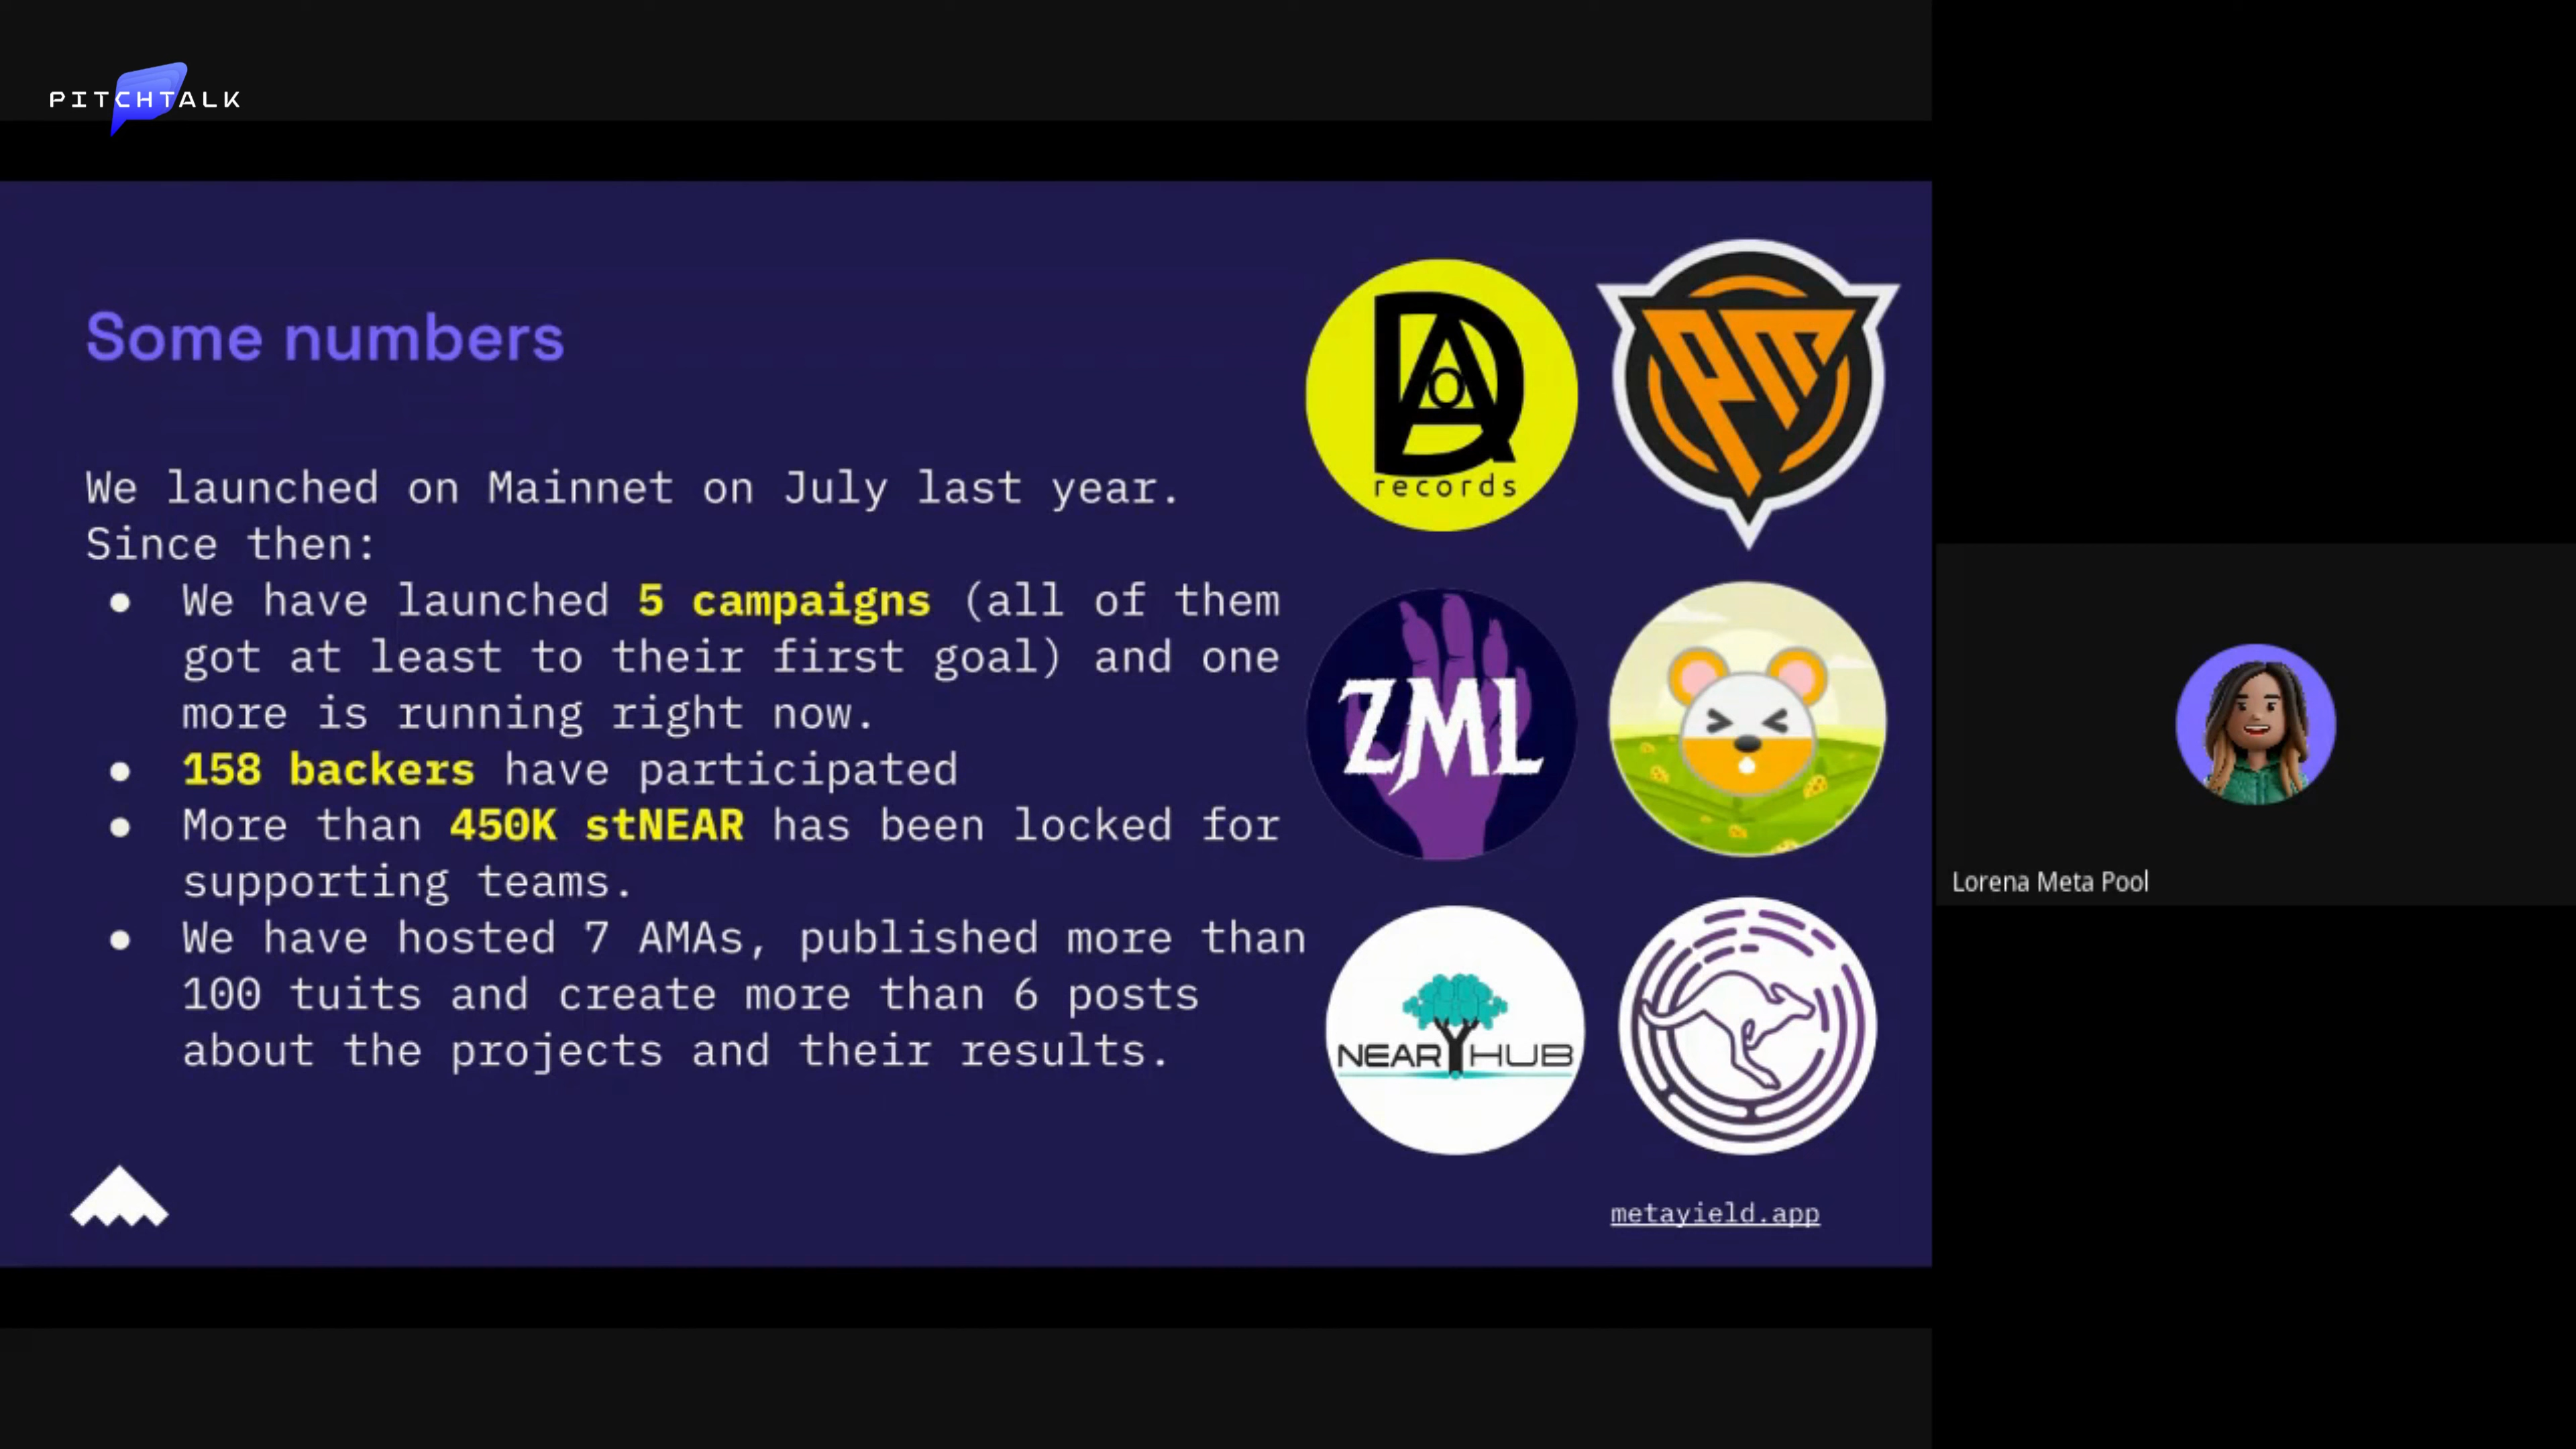 PITCHTALK
Some numbers
We launched on Mainnet on July last year.
Since then:
● We have launched 5 campaigns (all of them
got at least to their first goal) and one
more is running right now.
● 158 backers have participated
● More than 450K stNEAR has been locked for
supporting teams.
● We have hosted 7 AMAs, published more than
100 tuits and create more than 6 posts
about the projects and their results.
DAO
records
PM
ZML
NEARHUB
metayield.app
Lorena Meta Pool